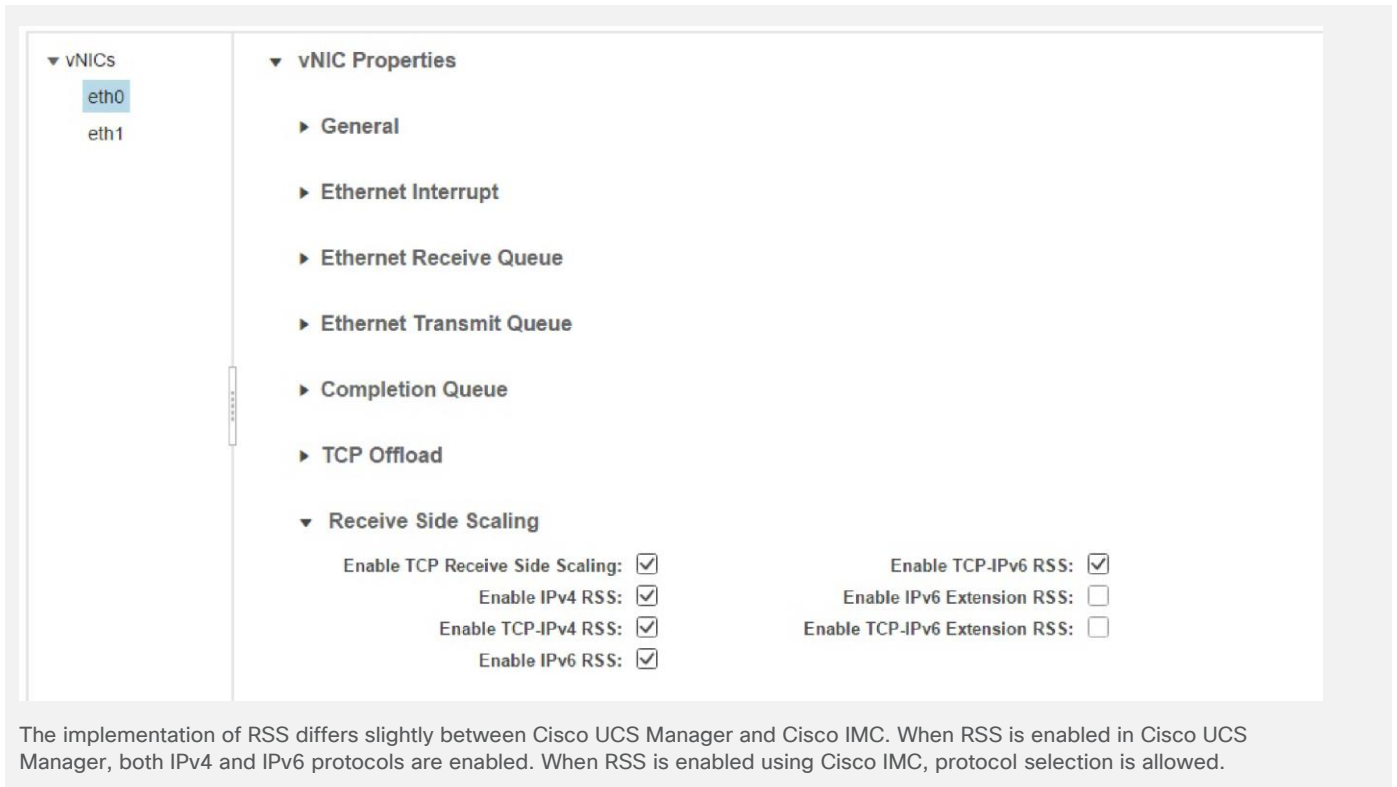 vNICs
eth0
eth1
vNIC Properties
General
Ethernet Interrupt
Ethernet Receive Queue
Ethernet Transmit Queue
Completion Queue
TCP Offload
Receive Side Scaling
Enable TCP Receive Side Scaling:
Enable IPv4 RSS:
Enable TCP-IPv4 RSS:
Enable IPv6 RSS:
Enable TCP-IPv6 RSS:
Enable IPv6 Extension RSS:
Enable TCP-IPv6 Extension RSS:
The implementation of RSS differs slightly between Cisco UCS Manager and Cisco IMC. When RSS is enabled in Cisco UCS
Manager, both IPv4 and IPv6 protocols are enabled. When RSS is enabled using Cisco IMC, protocol selection is allowed.